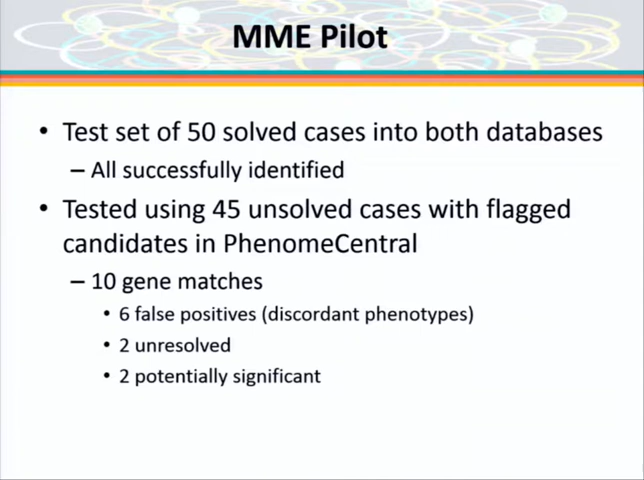 MME Pilot
• Test set of 50 solved cases into both databases
– All successfully identified
• Tested using 45 unsolved cases with flagged
candidates in PhenomeCentral
– 10 gene matches
• 6 false positives (discordant phenotypes)
• 2 unresolved
• 2 potentially significant